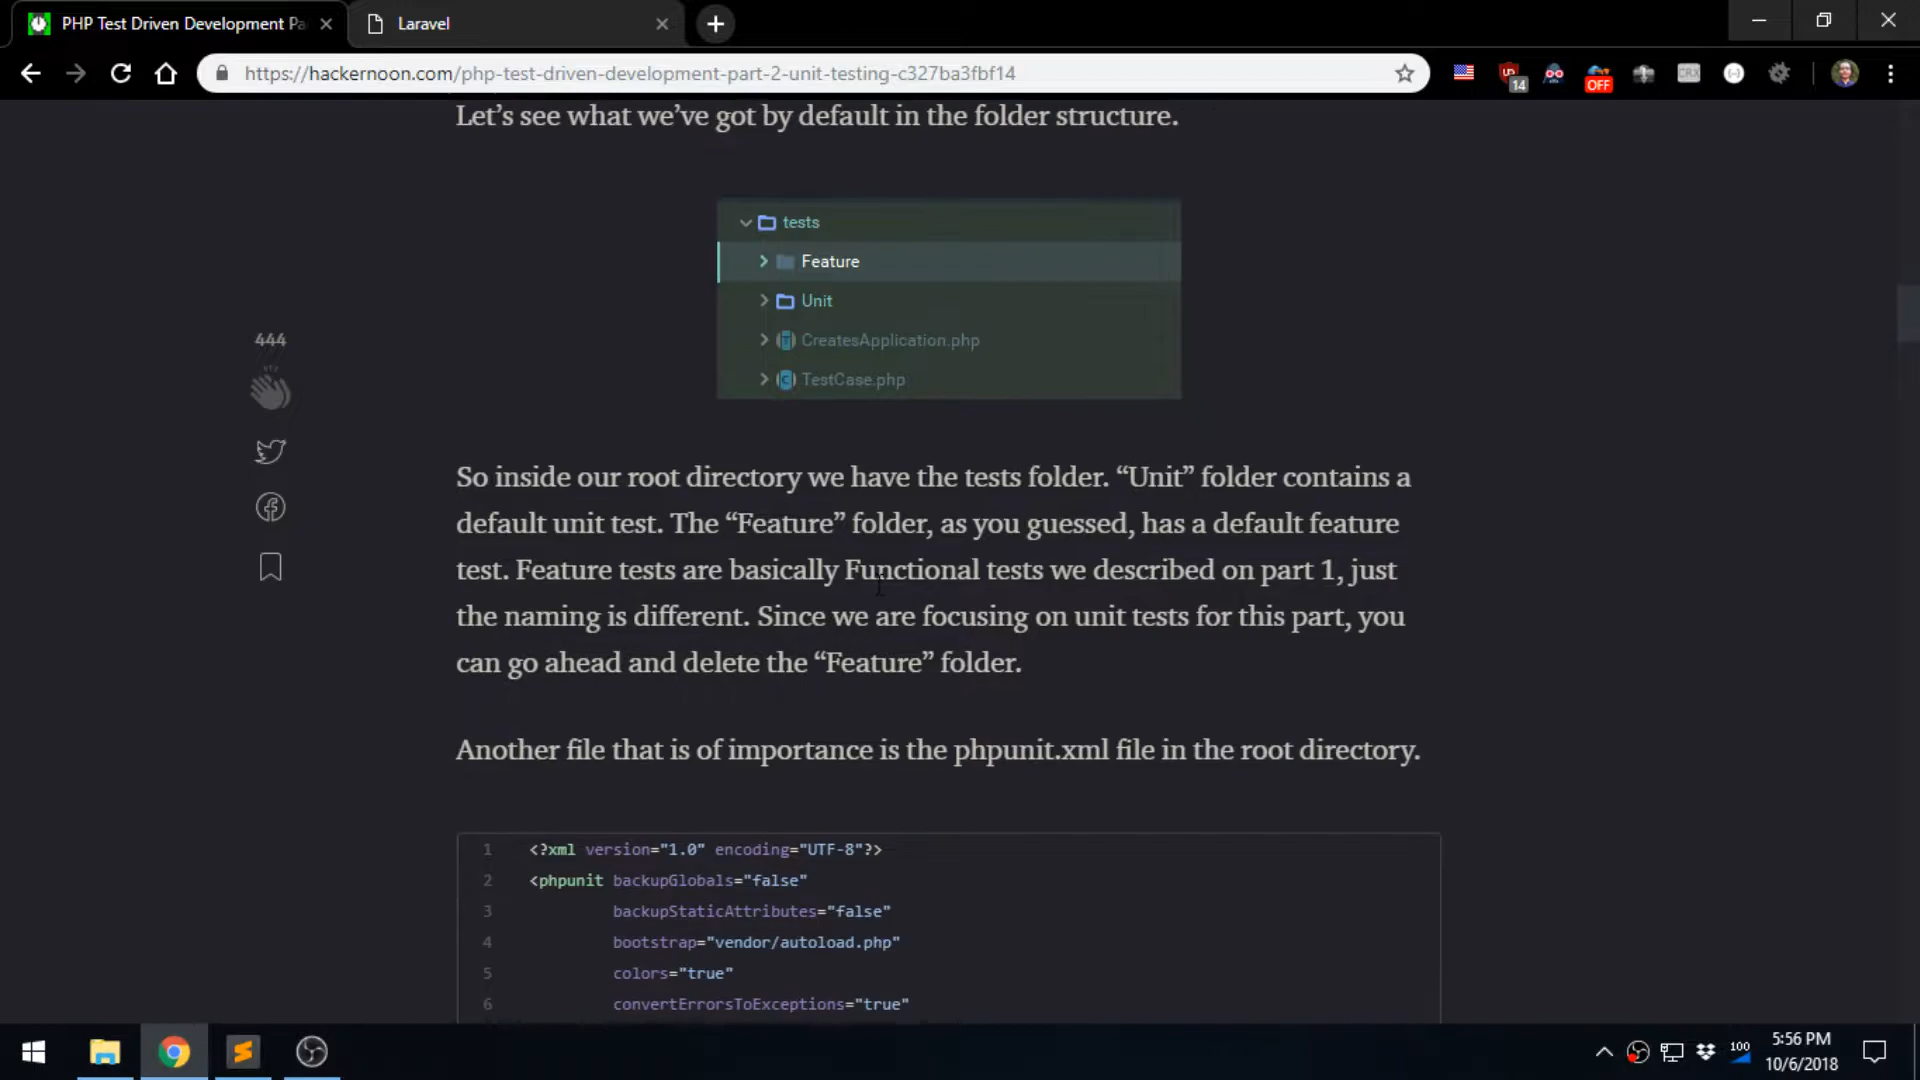 PHP Test Driven Development Pa
Laravel
https://hackernoon.com/php-test-driven-development-part-2-unit-testing-c327ba3fbf14
14
OFF
CRX
Let’s see what we’ve got by default in the folder structure.
tests
Feature
Unit
CreatesApplication.php
TestCase.php
444
So inside our root directory we have the tests folder. “Unit” folder contains a
default unit test. The “Feature” folder, as you guessed, has a default feature
test. Feature tests are basically Functional tests we described on part 1, just
the naming is different. Since we are focusing on unit tests for this part, you
can go ahead and delete the “Feature” folder.
Another file that is of importance is the phpunit.xml file in the root directory.
1 <?xml version="1.0" encoding="UTF-8"?>
2 <phpunit backupGlobals="false"
3 backupStaticAttributes="false"
4 bootstrap="vendor/autoload.php"
5 colors="true"
6 convertErrorsToExceptions="true"
100
5:56 PM
10/6/2018